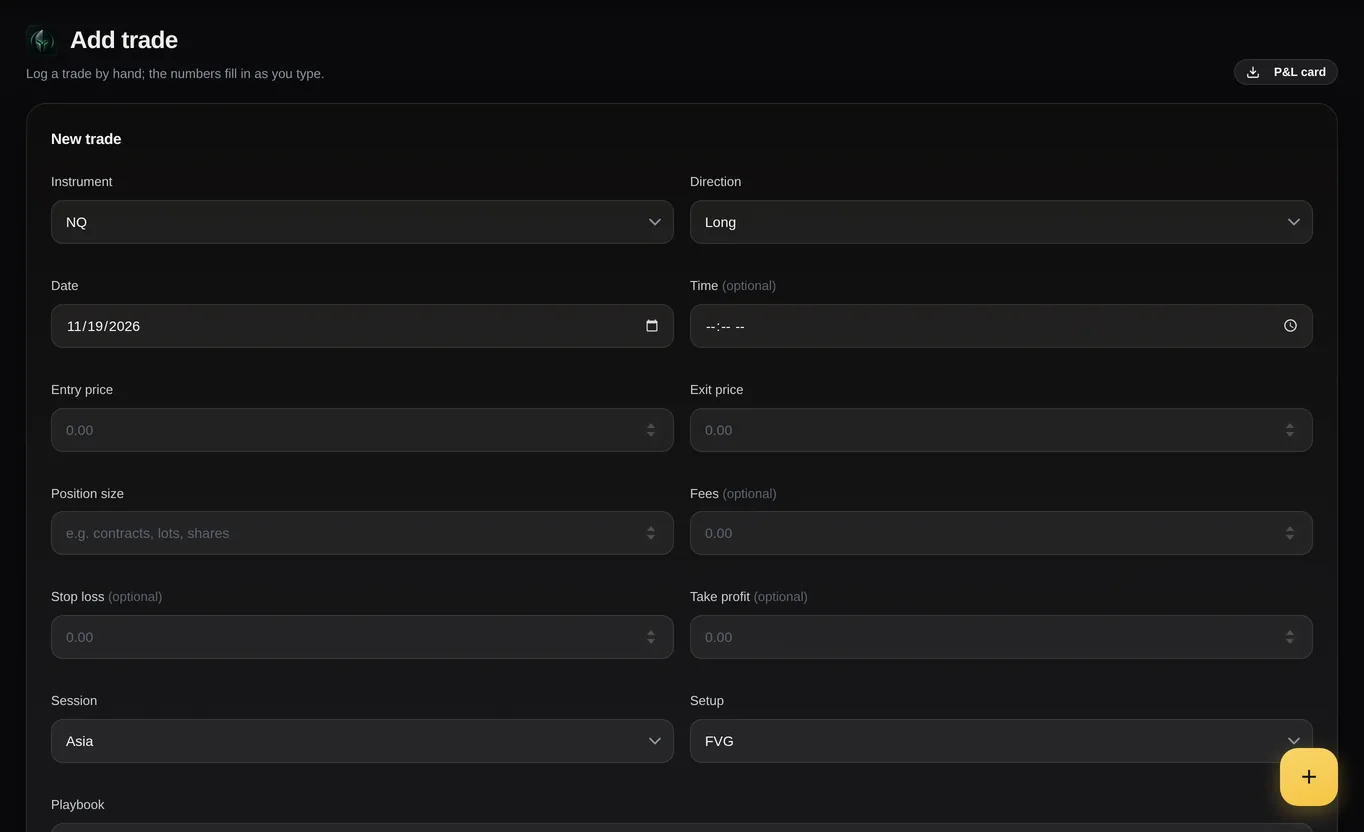 Add trade
Log a trade by hand; the numbers fill in as you type.
P&L card
New trade
Instrument
Direction
NQ
Long
Date
Time (optional)
11/19/2026
--:-- --
Entry price
Exit price
0.00
0.00
Position size
Fees (optional)
e.g. contracts, lots, shares
0.00
Stop loss (optional)
Take profit (optional)
0.00
0.00
Session
Setup
Asia
FVG
+
Playbook